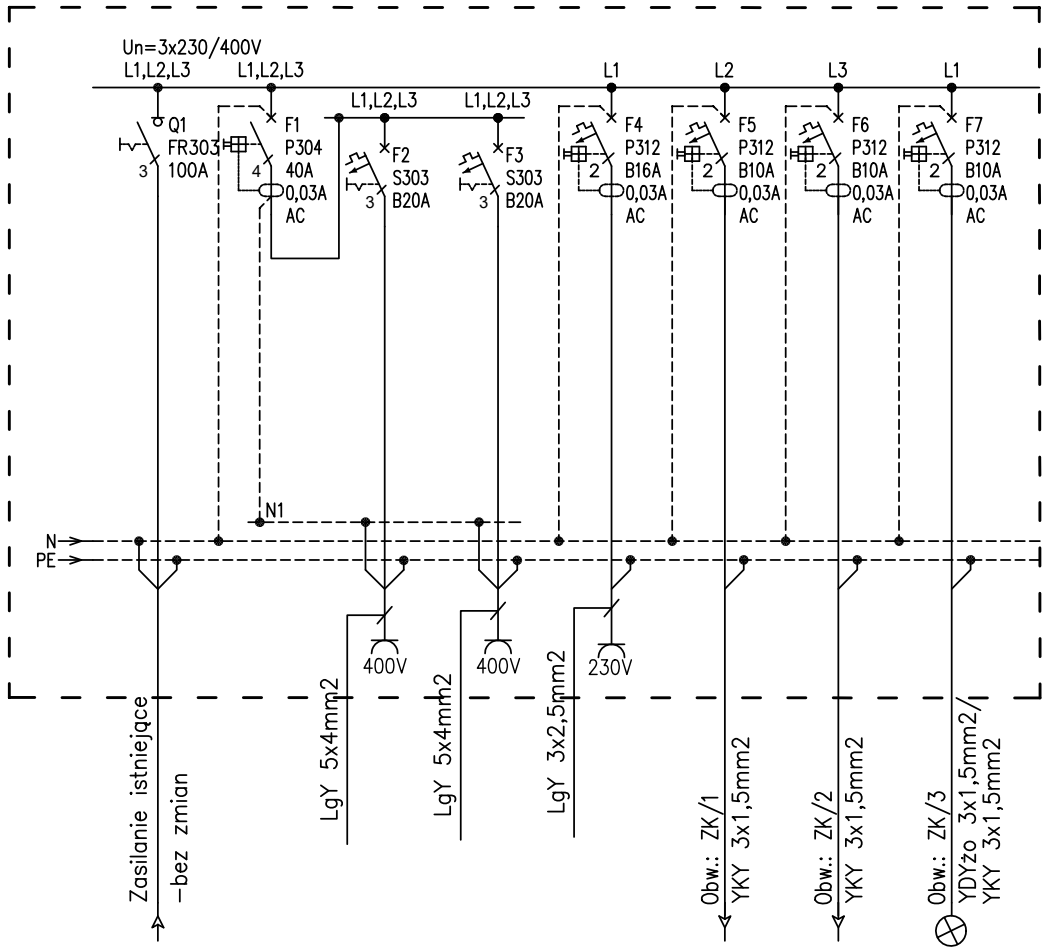 Un=3x230/400V
L1,L2,L3
L1,L2,L3
L1
L2
L3
L1
L1,L2,L3
L1,L2,L3
Q1
FR303
100A
3
F1
P304
40A
0,03A
AC
4
F2
S303
B20A
3
F3
S303
B20A
3
F4
P312
B16A
0,03A
AC
2
F5
P312
B10A
0,03A
AC
2
F6
P312
B10A
0,03A
AC
2
F7
P312
B10A
0,03A
AC
2
N1
N
PE
400V
400V
230V
Zasilanie istniejące
-bez zmian
LgY 5x4mm2
LgY 5x4mm2
LgY 3x2,5mm2
Obw.: ZK/1
YKY 3x1,5mm2
Obw.: ZK/2
YKY 3x1,5mm2
Obw.: ZK/3
YDYżo 3x1,5mm2/
YKY 3x1,5mm2